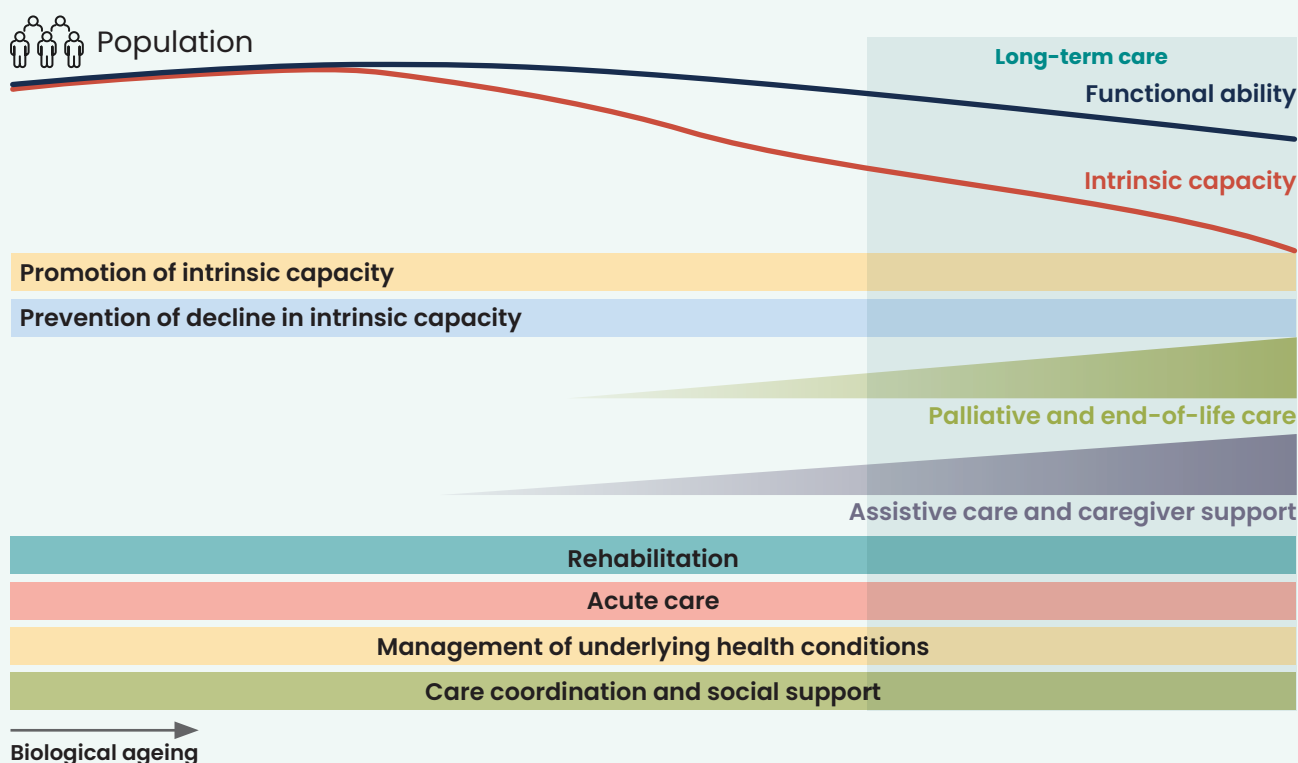 Population
Long-term care
Functional ability
Intrinsic capacity
Promotion of intrinsic capacity
Prevention of decline in intrinsic capacity
Palliative and end-of-life care
Assistive care and caregiver support
Rehabilitation
Acute care
Management of underlying health conditions
Care coordination and social support
Biological ageing